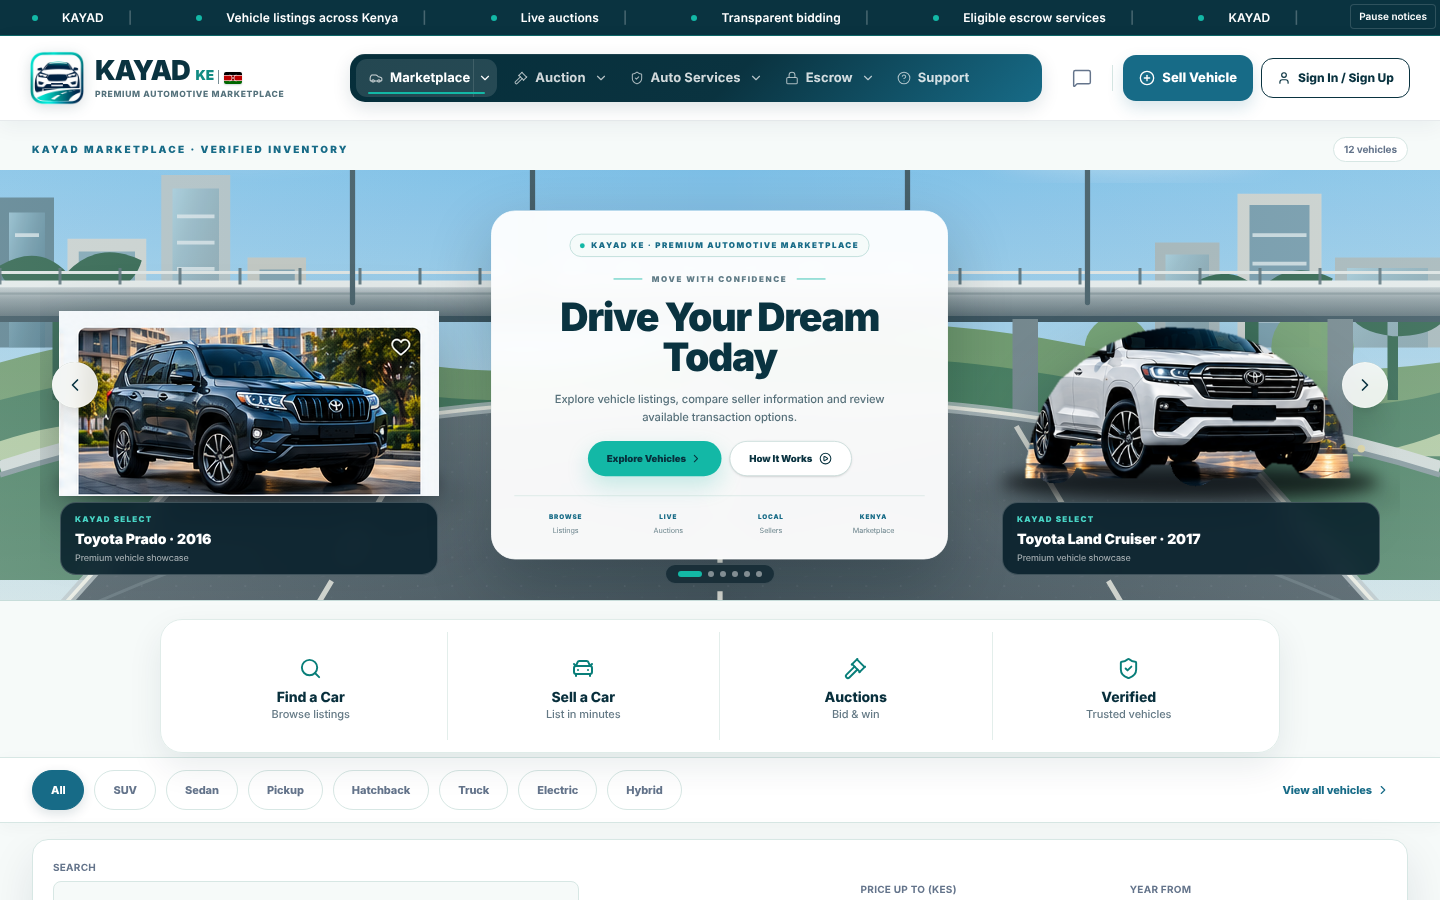 KAYAD
Vehicle listings across Kenya
Live auctions
Transparent bidding
Eligible escrow services
KAYAD
Pause notices
KAYAD KE
PREMIUM AUTOMOTIVE MARKETPLACE
Marketplace
Auction
Auto Services
Escrow
Support
Sell Vehicle
Sign In / Sign Up
KAYAD MARKETPLACE · VERIFIED INVENTORY
12 vehicles
KAYAD KE · PREMIUM AUTOMOTIVE MARKETPLACE
MOVE WITH CONFIDENCE
Drive Your Dream
Today
Explore vehicle listings, compare seller information and review
available transaction options.
Explore Vehicles
How It Works
BROWSE
Listings
LIVE
Auctions
LOCAL
Sellers
KENYA
Marketplace
KAYAD SELECT
Toyota Prado · 2016
Premium vehicle showcase
KAYAD SELECT
Toyota Land Cruiser · 2017
Premium vehicle showcase
Find a Car
Browse listings
Sell a Car
List in minutes
Auctions
Bid & win
Verified
Trusted vehicles
All
SUV
Sedan
Pickup
Hatchback
Truck
Electric
Hybrid
View all vehicles
SEARCH
PRICE UP TO (KES)
YEAR FROM